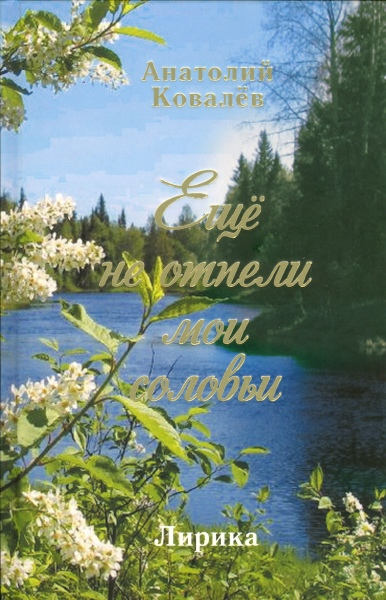 Анатолий
Ковалёв
Ещё
не отпели
мои
соловьи
Лирика